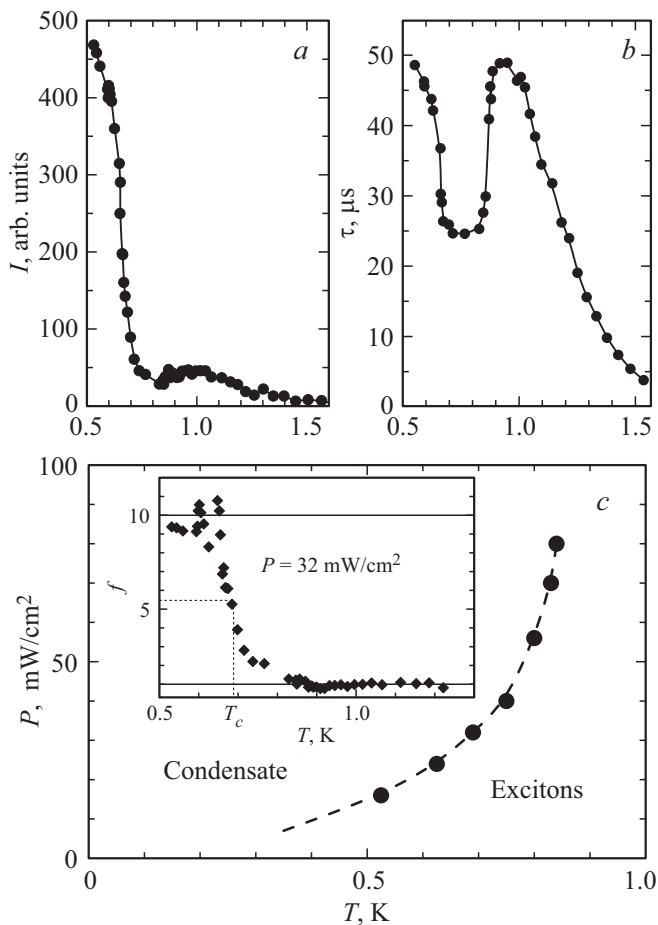 a
I, arb. units
500
400
300
200
100
0
0.5
1.0
1.5
b
τ, μs
50
40
30
20
10
0
0.5
1.0
1.5
c
P, mW/cm²
100
50
0
0
0.5
1.0
T, K
Condensate
Excitons
f
10
5
P = 32 mW/cm²
0.5
T_c
1.0
T, K